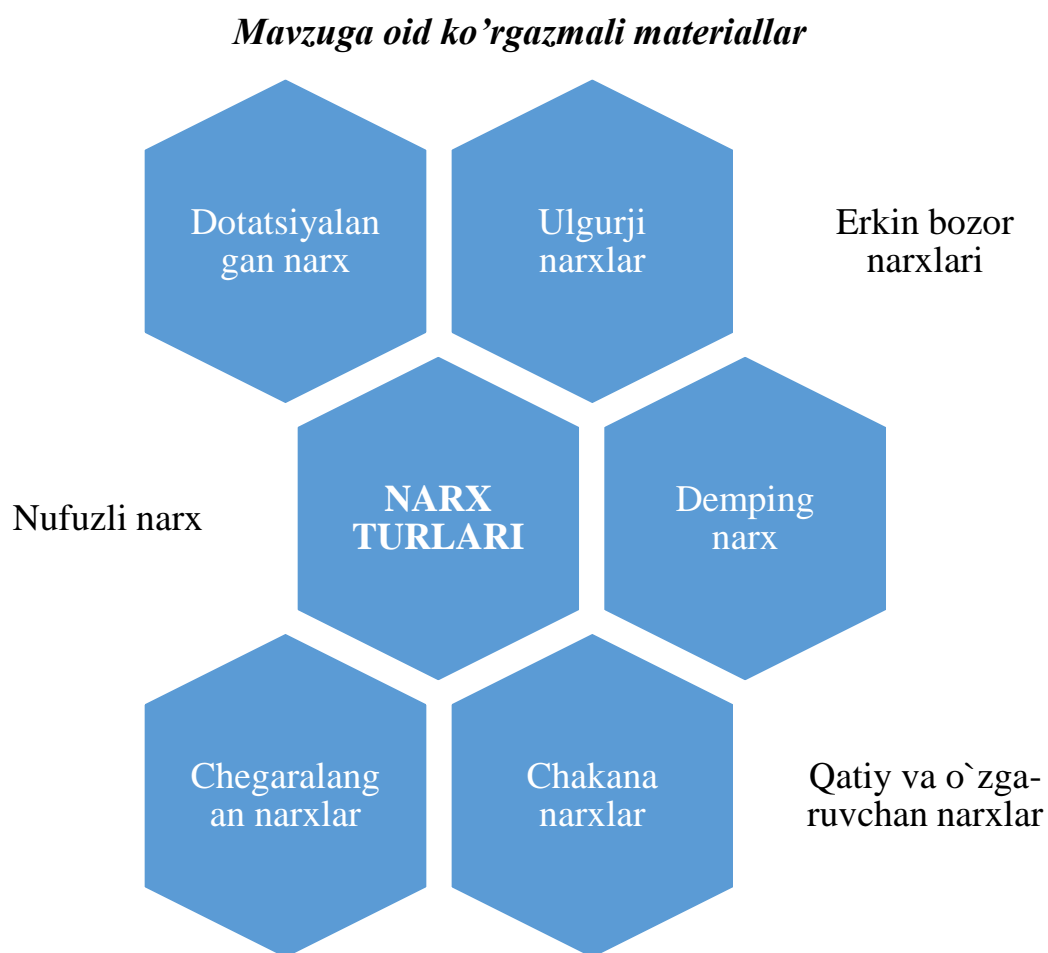 Mavzuga oid ko’rgazmali materiallar
Dotatsiyalan
gan narx
Ulgurji
narxlar
Erkin bozor
narxlari
Nufuzli narx
NARX
TURLARI
Demping
narx
Chegaralang
an narxlar
Chakana
narxlar
Qatiy va o`zga-
ruvchan narxlar